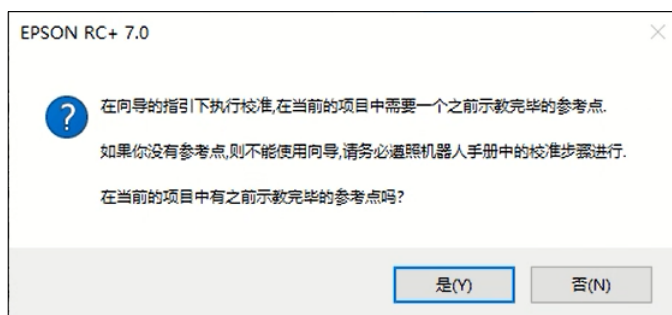 EPSON RC+ 7.0
在向导的指引下执行校准,在当前的项目中需要一个之前示教完毕的参考点.
如果你没有参考点,则不能使用向导,请务必遵照机器人手册中的校准步骤进行.
在当前的项目中有之前示教完毕的参考点吗?
是(Y)
否(N)